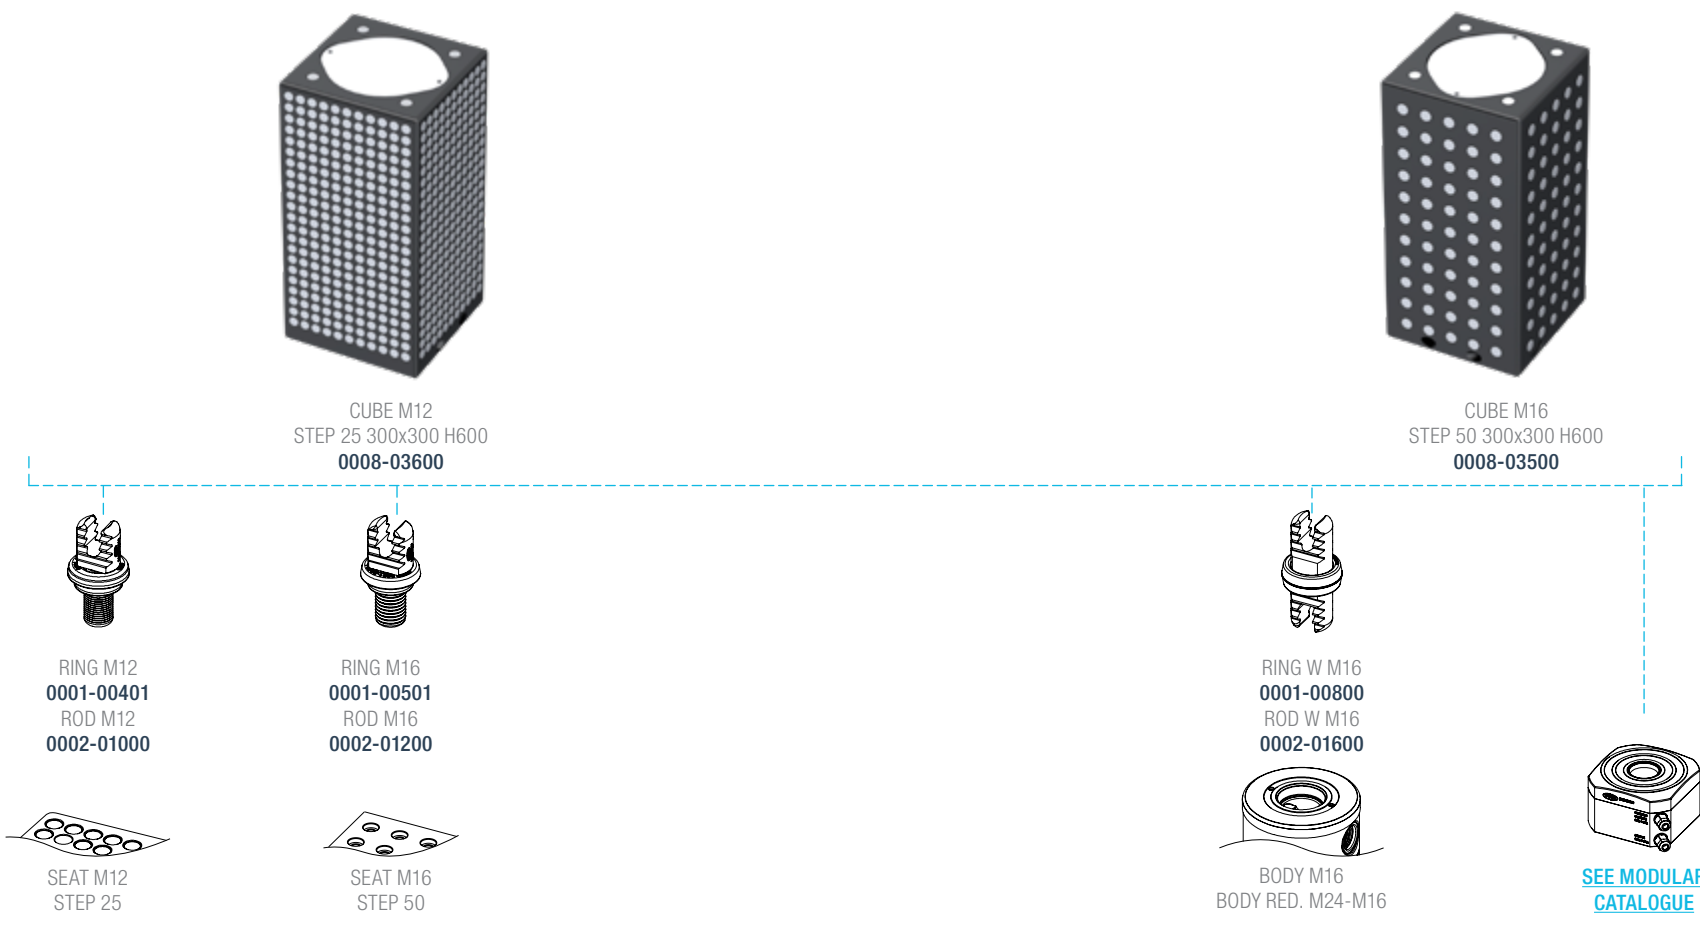 CUBE M12
STEP 25 300x300 H600
0008-03600
CUBE M16
STEP 50 300x300 H600
0008-03500
RING M12
0001-00401
ROD M12
0002-01000
RING M16
0001-00501
ROD M16
0002-01200
RING W M16
0001-00800
ROD W M16
0002-01600
SEAT M12
STEP 25
SEAT M16
STEP 50
BODY M16
BODY RED. M24-M16
SEE MODULAR
CATALOGUE